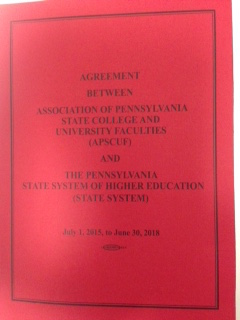 AGREEMENT
BETWEEN
ASSOCIATION OF PENNSYLVANIA
STATE COLLEGE AND
UNIVERSITY FACULTIES
(APSCUF)
AND
THE PENNSYLVANIA
STATE SYSTEM OF HIGHER EDUCATION
(STATE SYSTEM)
July 1, 2015, to June 30, 2018